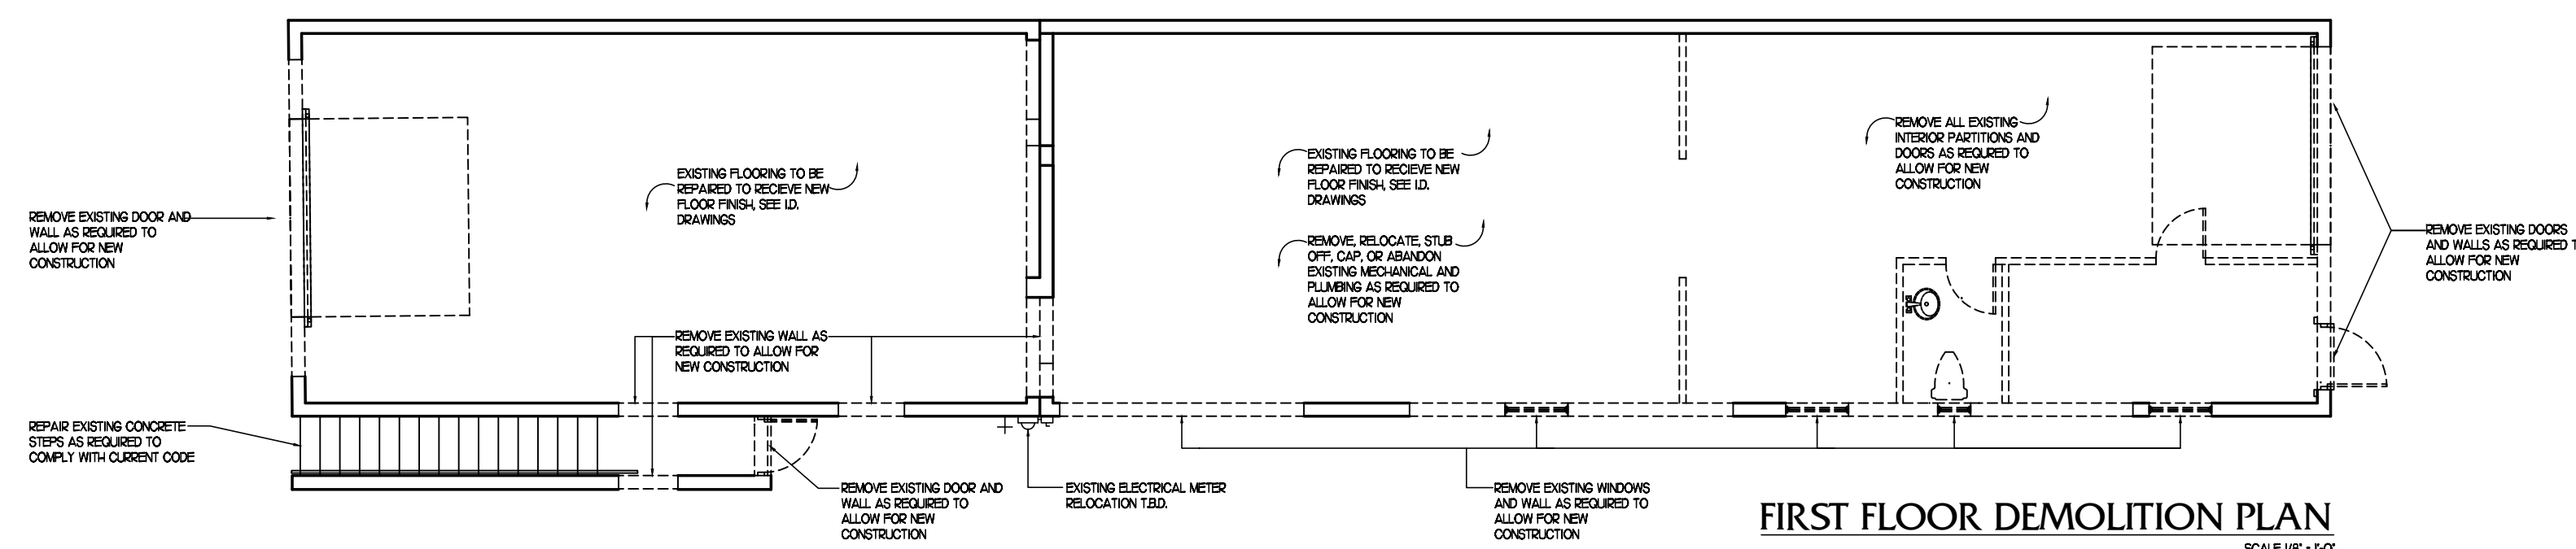 REMOVE EXISTING DOOR AND
WALL AS REQUIRED TO
ALLOW FOR NEW
CONSTRUCTION
REPAIR EXISTING CONCRETE
STEPS AS REQUIRED TO
COMPLY WITH CURRENT CODE
EXISTING FLOORING TO BE
REPAIRED TO RECIEVE NEW
FLOOR FINISH, SEE I.D.
DRAWINGS
REMOVE EXISTING WALL AS
REQUIRED TO ALLOW FOR
NEW CONSTRUCTION
REMOVE EXISTING DOOR AND
WALL AS REQUIRED TO
ALLOW FOR NEW
CONSTRUCTION
EXISTING ELECTRICAL METER
RELOCATION T.B.D.
EXISTING FLOORING TO BE
REPAIRED TO RECIEVE NEW
FLOOR FINISH, SEE I.D.
DRAWINGS
REMOVE, RELOCATE, STUB
OFF, CAP, OR ABANDON
EXISTING MECHANICAL AND
PLUMBING AS REQUIRED TO
ALLOW FOR NEW
CONSTRUCTION
REMOVE EXISTING WINDOWS
AND WALL AS REQUIRED TO
ALLOW FOR NEW
CONSTRUCTION
REMOVE ALL EXISTING
INTERIOR PARTITIONS AND
DOORS AS REQURED TO
ALLOW FOR NEW
CONSTRUCTION
REMOVE EXISTING DOORS
AND WALLS AS REQUIRED T
ALLOW FOR NEW
CONSTRUCTION
FIRST FLOOR DEMOLITION PLAN